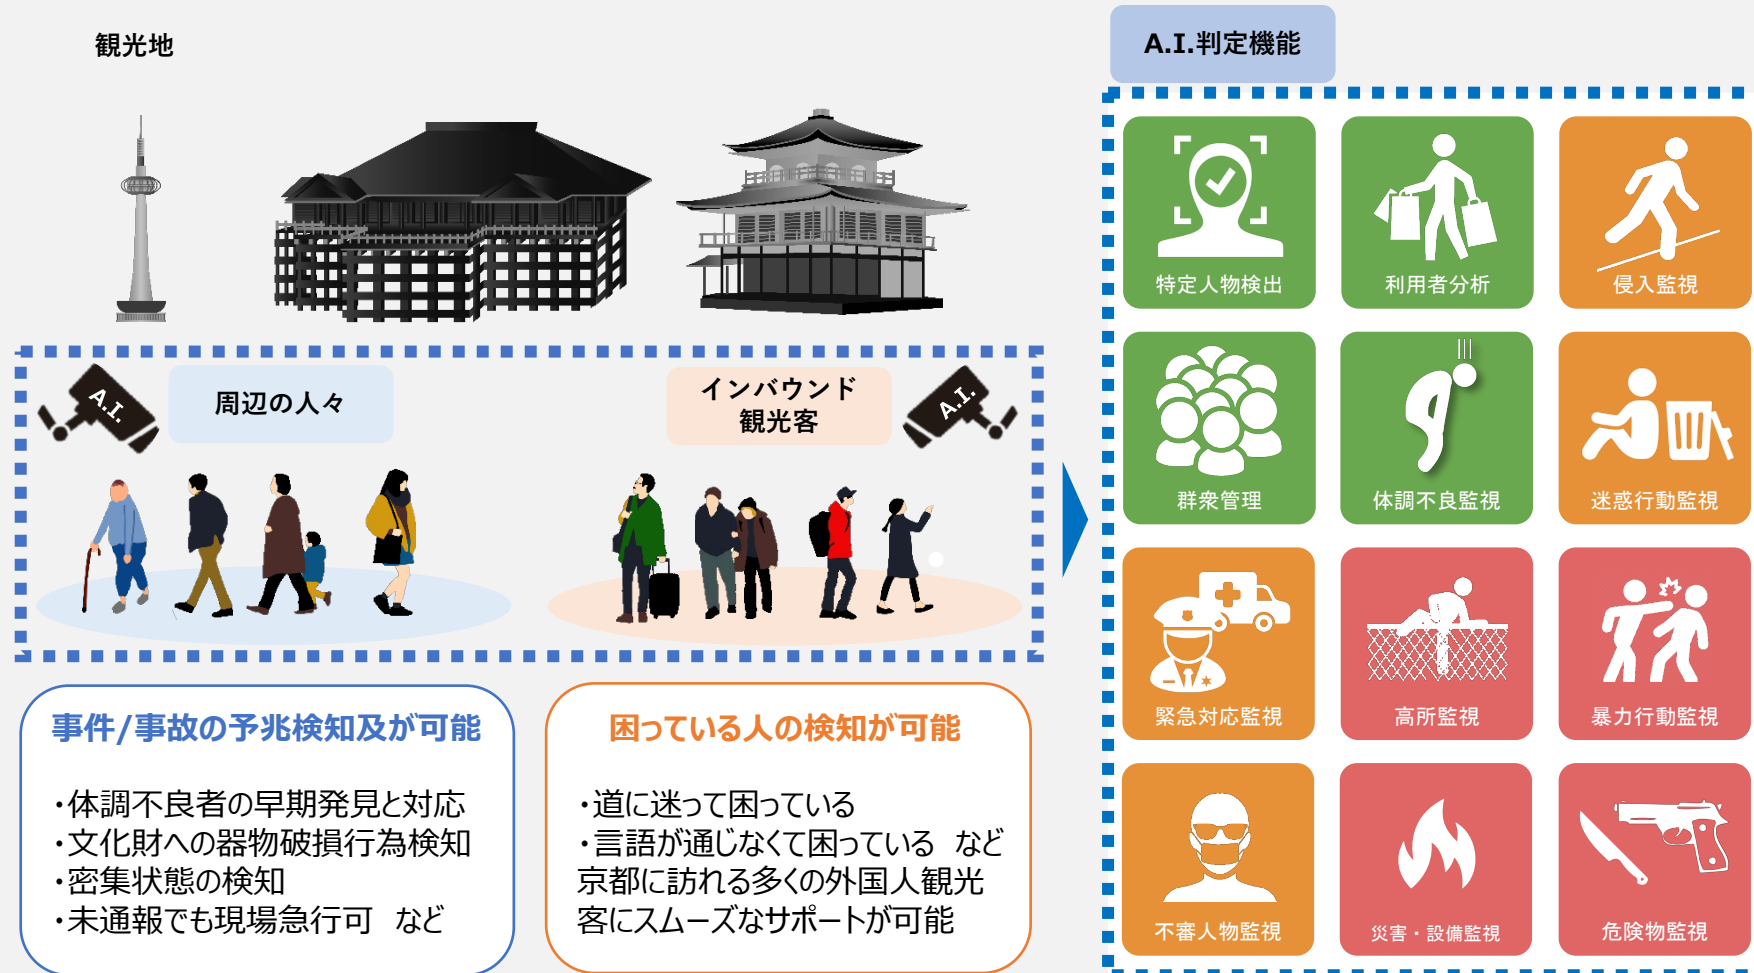 観光地
A.I.
周辺の人々
インバウンド
観光客
A.I.
事件/事故の予兆検知及が可能
・体調不良者の早期発見と対応
・文化財への器物破損行為検知
・密集状態の検知
・未通報でも現場急行可　など
困っている人の検知が可能
・道に迷って困っている
・言語が通じなくて困っている　など
京都に訪れる多くの外国人観光
客にスムーズなサポートが可能
A.I.判定機能
特定人物検出
利用者分析
侵入監視
群衆管理
体調不良監視
迷惑行動監視
緊急対応監視
高所監視
暴力行動監視
不審人物監視
災害・設備監視
危険物監視